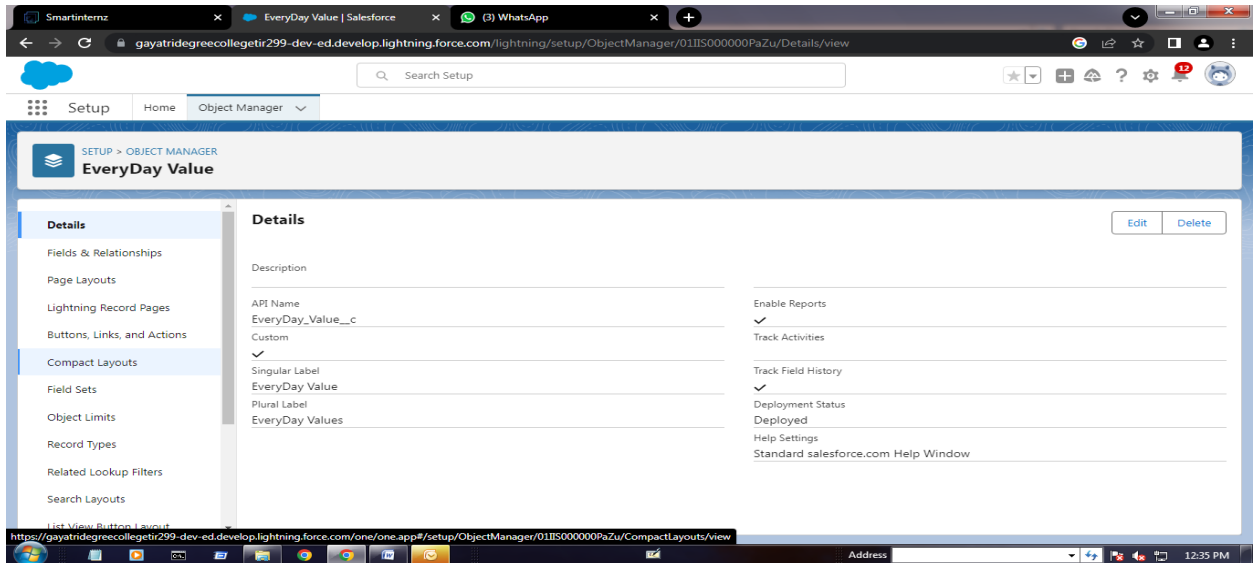 Smartinternz
EveryDay Value | Salesforce
(3) WhatsApp
gayatridegreecollegetir299-dev-ed.develop.lightning.force.com/lightning/setup/ObjectManager/01IIS000000PaZu/Details/view
Search Setup
12
Setup Home Object Manager
SETUP > OBJECT MANAGER
EveryDay Value
Details
Fields & Relationships
Page Layouts
Lightning Record Pages
Buttons, Links, and Actions
Compact Layouts
Field Sets
Object Limits
Record Types
Related Lookup Filters
Search Layouts
List View Button Layout
Details
Edit Delete
Description
API Name
EveryDay_Value__c
Custom
Singular Label
EveryDay Value
Plural Label
EveryDay Values
Enable Reports
Track Activities
Track Field History
Deployment Status
Deployed
Help Settings
Standard salesforce.com Help Window
https://gayatridegreecollegetir299-dev-ed.develop.lightning.force.com/one/one.app#/setup/ObjectManager/01IIS000000PaZu/CompactLayouts/view
Address
12:35 PM